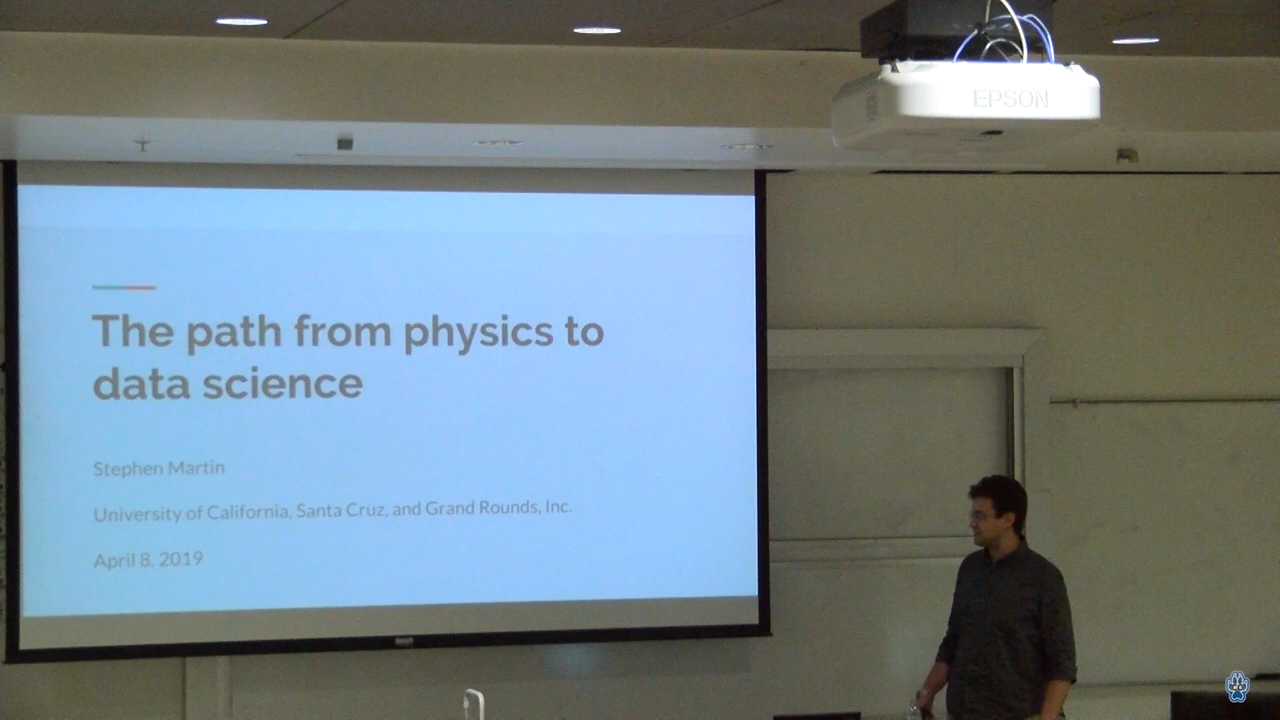 EPSON
The path from physics to
data science
Stephen Martin
University of California, Santa Cruz, and Grand Rounds, Inc.
April 8, 2019